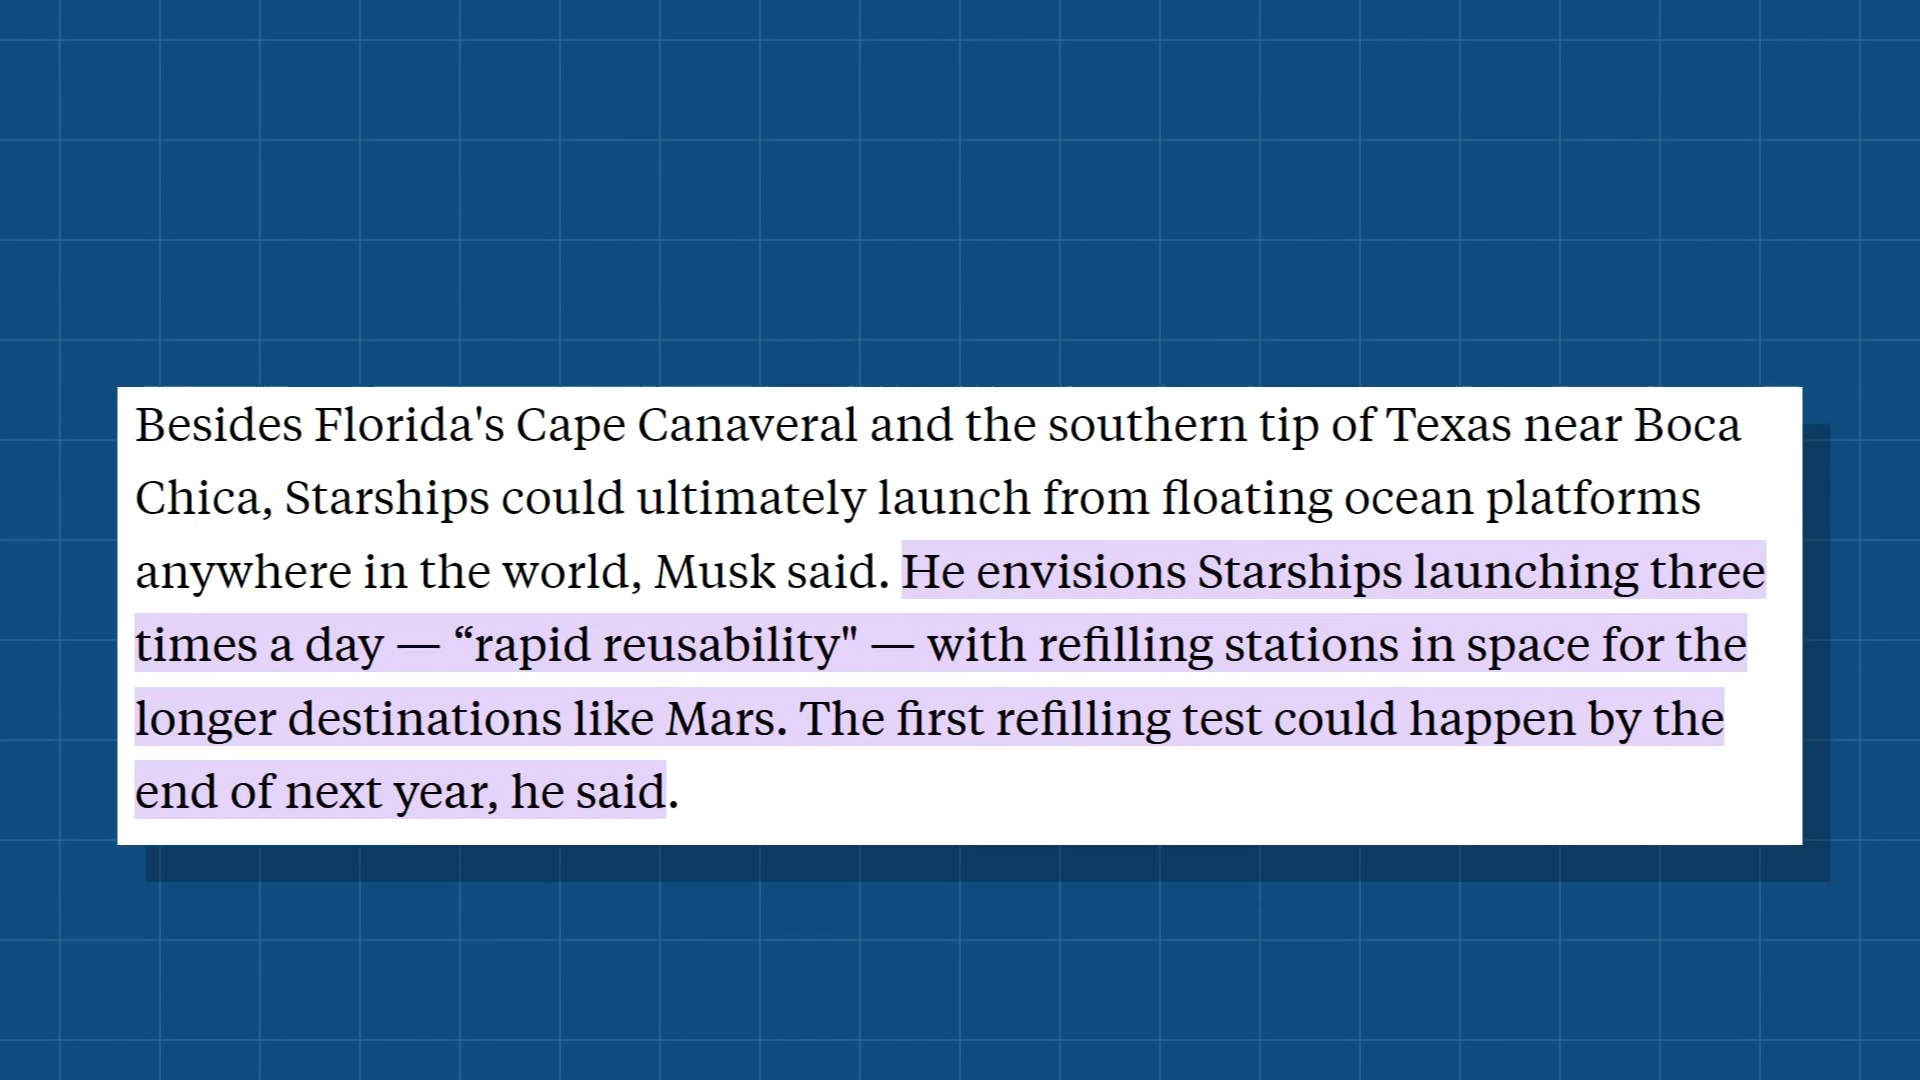 Besides Florida's Cape Canaveral and the southern tip of Texas near Boca
Chica, Starships could ultimately launch from floating ocean platforms
anywhere in the world, Musk said. He envisions Starships launching three
times a day — “rapid reusability" — with refilling stations in space for the
longer destinations like Mars. The first refilling test could happen by the
end of next year, he said.